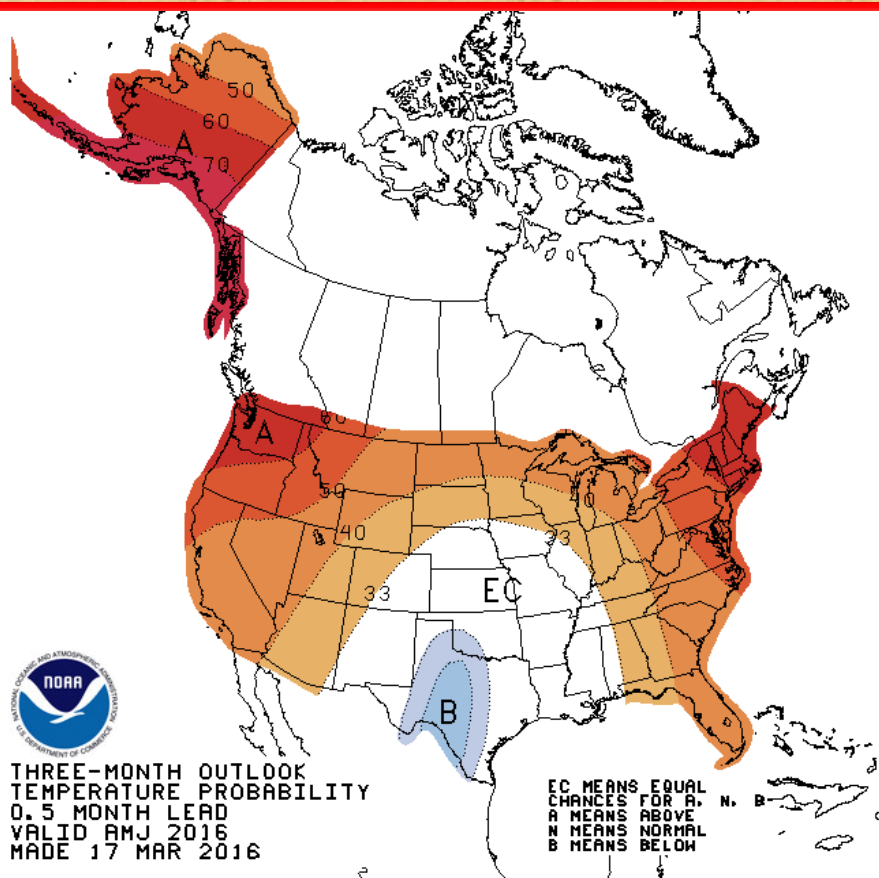 50
60
A
70
60
A
A
50
40
40
33
33
EC
B
NATIONAL OCEANIC AND ATMOSPHERIC ADMINISTRATION
NOAA
U.S. DEPARTMENT OF COMMERCE
THREE-MONTH OUTLOOK
TEMPERATURE PROBABILITY
0.5 MONTH LEAD
VALID AMJ 2016
MADE 17 MAR 2016
EC MEANS EQUAL
CHANCES FOR A, N, B
A MEANS ABOVE
N MEANS NORMAL
B MEANS BELOW